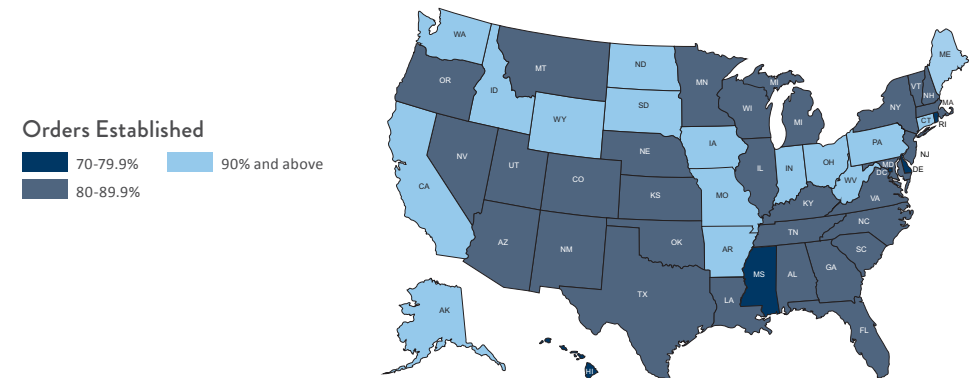 Orders Established
70-79.9%
90% and above
80-89.9%
WA
ME
ND
MT
MN
MI
VT
NH
OR
ID
SD
WI
NY
MA
WY
MI
CT
RI
IA
PA
NE
NJ
NV
OH
IL
IN
UT
MD
DE
CO
DC
CA
WV
KS
MO
VA
KY
NC
TN
AZ
OK
NM
AR
SC
MS
AL
GA
TX
LA
AK
FL
HI